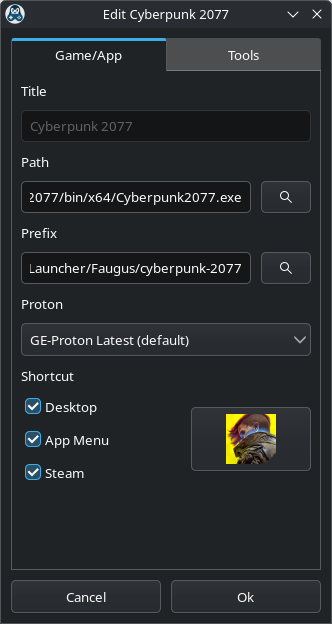 Edit Cyberpunk 2077
Game/App
Tools
Title
Cyberpunk 2077
Path
2077/bin/x64/Cyberpunk2077.exe
Prefix
Launcher/Faugus/cyberpunk-2077
Proton
GE-Proton Latest (default)
Shortcut
Desktop
App Menu
Steam
Cancel
Ok